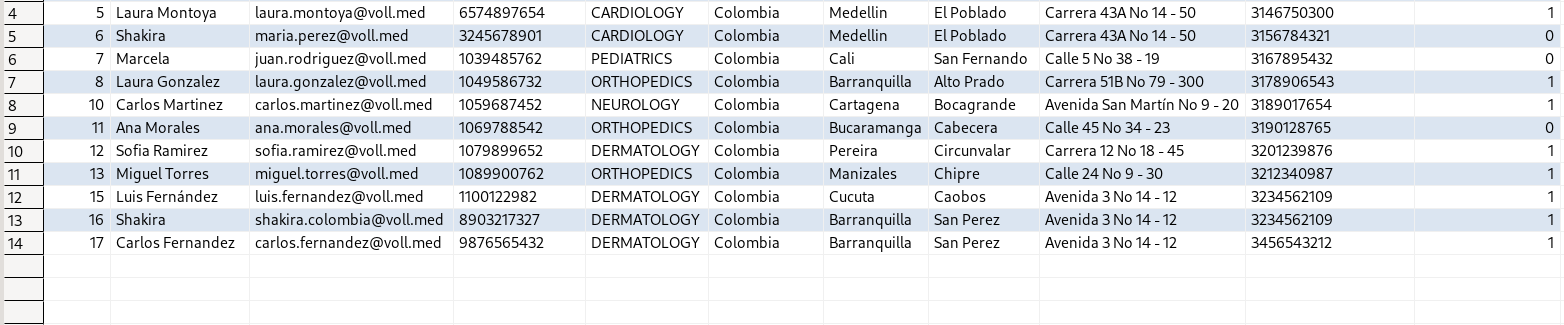 4 5 Laura Montoya laura.montoya@voll.med 6574897654 CARDIOLOGY Colombia Medellin El Poblado Carrera 43A No 14 - 50 3146750300 1
5 6 Shakira maria.perez@voll.med 3245678901 CARDIOLOGY Colombia Medellin El Poblado Carrera 43A No 14 - 50 3156784321 0
6 7 Marcela juan.rodriguez@voll.med 1039485762 PEDIATRICS Colombia Cali San Fernando Calle 5 No 38 - 19 3167895432 0
7 8 Laura Gonzalez laura.gonzalez@voll.med 1049586732 ORTHOPEDICS Colombia Barranquilla Alto Prado Carrera 51B No 79 - 300 3178906543 1
8 10 Carlos Martinez carlos.martinez@voll.med 1059687452 NEUROLOGY Colombia Cartagena Bocagrande Avenida San Martín No 9 - 20 3189017654 1
9 11 Ana Morales ana.morales@voll.med 1069788542 ORTHOPEDICS Colombia Bucaramanga Cabecera Calle 45 No 34 - 23 3190128765 0
10 12 Sofia Ramirez sofia.ramirez@voll.med 1079899652 DERMATOLOGY Colombia Pereira Circunvalar Carrera 12 No 18 - 45 3201239876 1
11 13 Miguel Torres miguel.torres@voll.med 1089900762 ORTHOPEDICS Colombia Manizales Chipre Calle 24 No 9 - 30 3212340987 1
12 15 Luis Fernández luis.fernandez@voll.med 1100122982 DERMATOLOGY Colombia Cucuta Caobos Avenida 3 No 14 - 12 3234562109 1
13 16 Shakira shakira.colombia@voll.med 8903217327 DERMATOLOGY Colombia Barranquilla San Perez Avenida 3 No 14 - 12 3234562109 1
14 17 Carlos Fernandez carlos.fernandez@voll.med 9876565432 DERMATOLOGY Colombia Barranquilla San Perez Avenida 3 No 14 - 12 3456543212 1